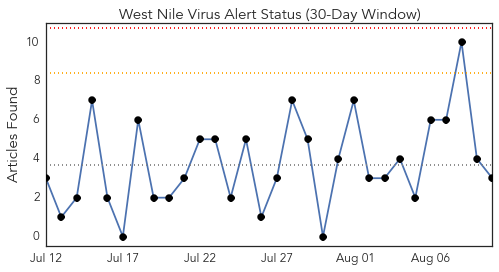 West Nile Virus Alert Status (30-Day Window)
Articles Found
10
8
6
4
2
0
Jul 12 Jul 17 Jul 22 Jul 27 Aug 01 Aug 06